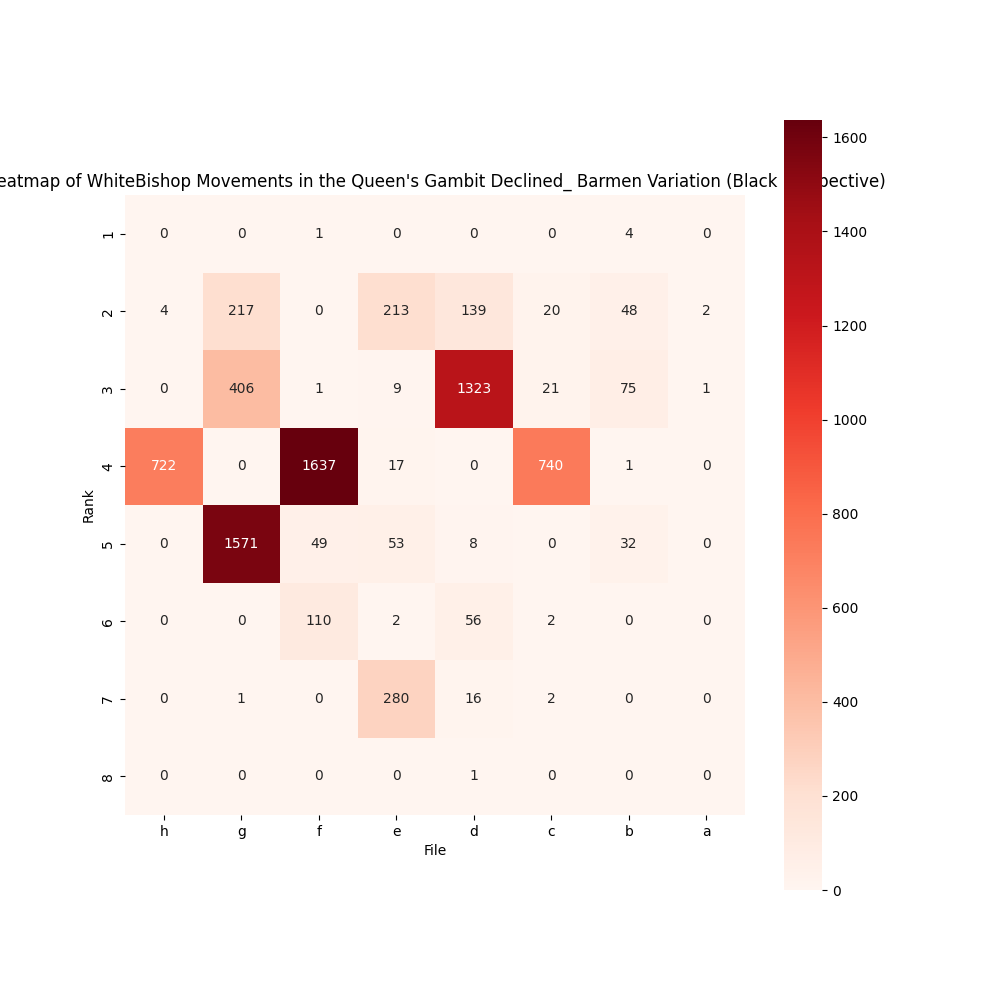 1600
eatmap of WhiteBishop Movements in the Queen's Gambit Declined_ Barmen Variation (Black pective)
1 0 0 1 0 0 0 4 0
1400
2 4 217 0 213 139 20 48 2
1200
3 0 406 1 9 1323 21 75 1
1000
4 722 0 1637 17 0 740 1 0
Rank
800
5 0 1571 49 53 8 0 32 0
600
6 0 0 110 2 56 2 0 0
7 0 1 0 280 16 2 0 0
400
8 0 0 0 0 1 0 0 0
200
h g f e d c b a
File
0